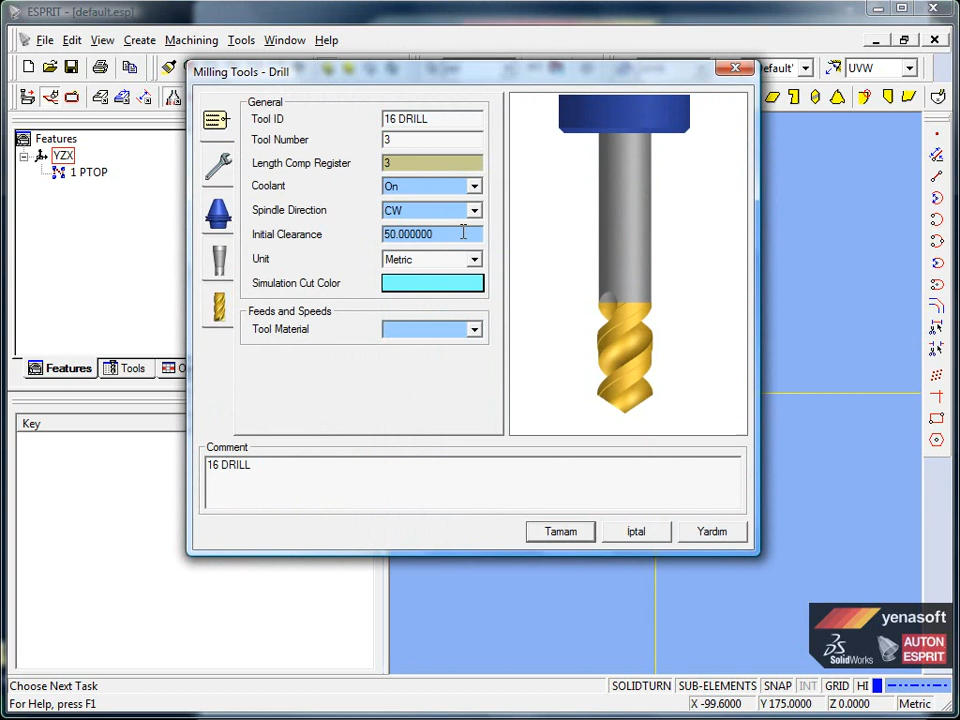 ESPRIT - [default.esp]
File Edit View Create Machining Tools Window Help
Default' UVW
Milling Tools - Drill
Features
YZX
1 PTOP
Features Tools O
Key
General
Tool ID 16 DRILL
Tool Number 3
Length Comp Register 3
Coolant On
Spindle Direction CW
Initial Clearance 50.000000
Unit Metric
Simulation Cut Color
Feeds and Speeds
Tool Material
Comment
16 DRILL
Tamam İptal Yardım
yenasoft
SolidWorks
AUTON
ESPRIT
Choose Next Task SOLIDTURN SUB-ELEMENTS SNAP INT GRID HI
For Help, press F1 X -99.6000 Y 175.0000 Z 0.0000 Metric